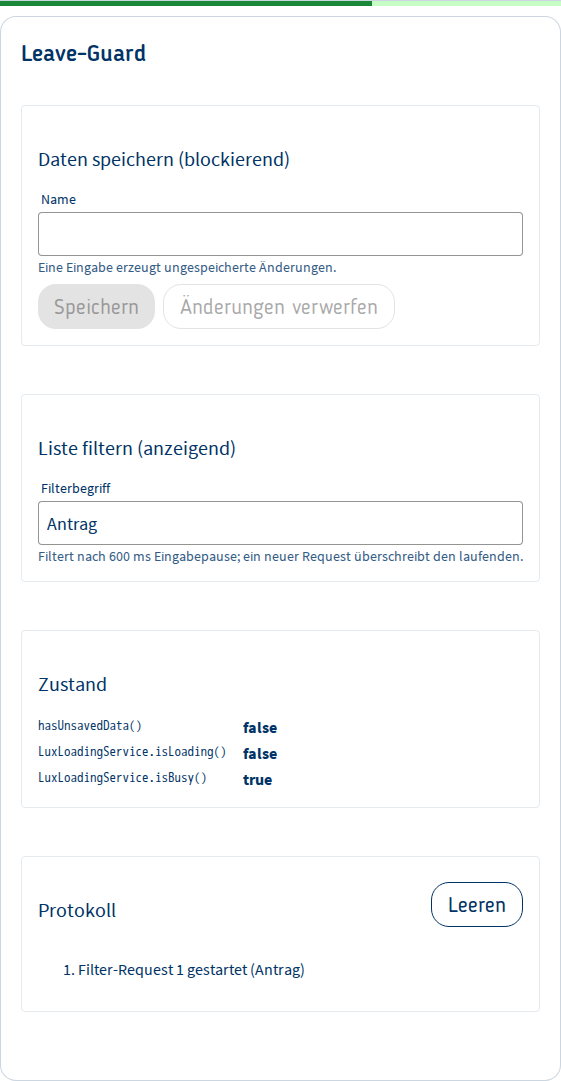 Leave-Guard
Daten speichern (blockierend)
Name
Eine Eingabe erzeugt ungespeicherte Änderungen.
Speichern Änderungen verwerfen
Liste filtern (anzeigend)
Filterbegriff
Antrag
Filtert nach 600 ms Eingabepause; ein neuer Request überschreibt den laufenden.
Zustand
hasUnsavedData() false
LuxLoadingService.isLoading() false
LuxLoadingService.isBusy() true
Protokoll Leeren
1. Filter-Request 1 gestartet (Antrag)